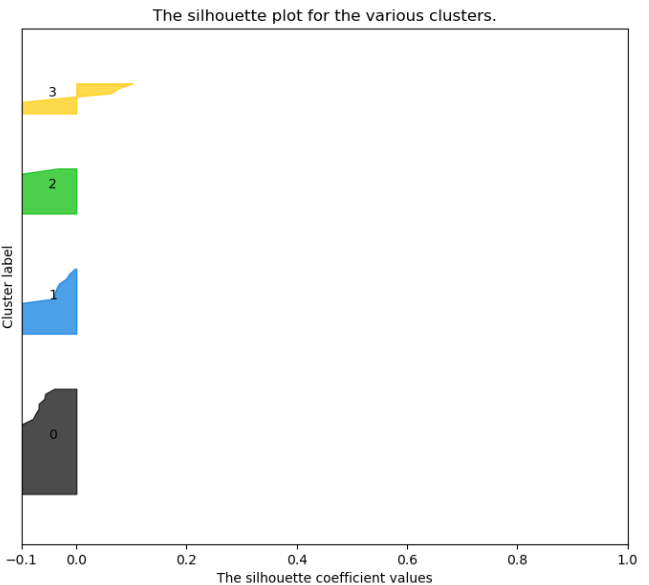 The silhouette plot for the various clusters.
3
2
1
0
Cluster label
−0.1 0.0 0.2 0.4 0.6 0.8 1.0
The silhouette coefficient values